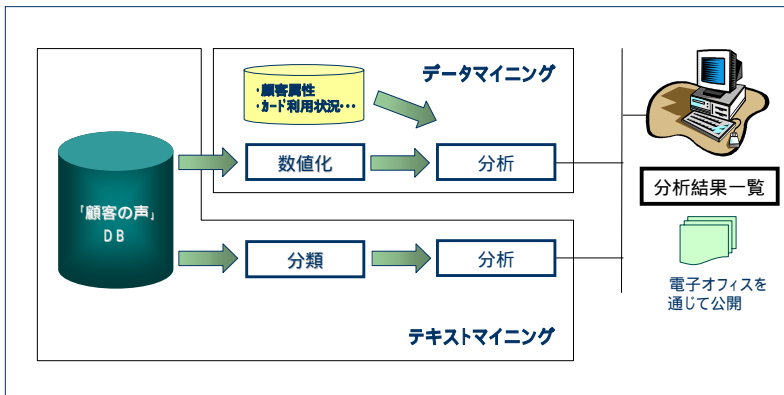 データマイニング
・顧客属性
・カード利用状況・・・
数値化
分析
「顧客の声」
ＤＢ
分類
分析
テキストマイニング
分析結果一覧
電子オフィスを
通じて公開